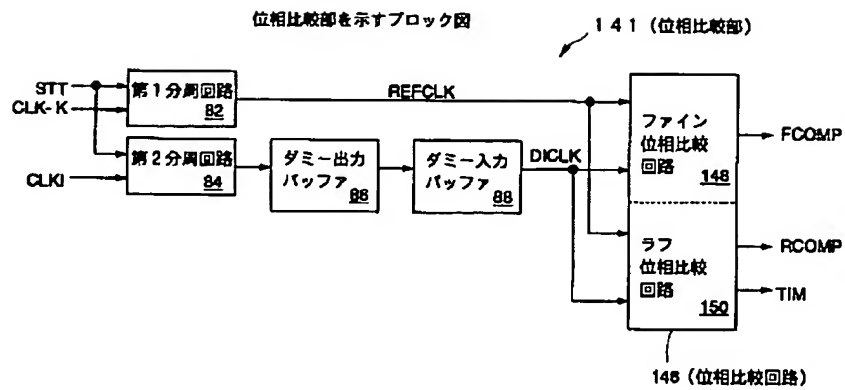 位相比較部を示すブロック図
141(位相比較部)
STT
CLK-K
第1分周回路
82
REFCLK
CLKI
第2分周回路
84
ダミー出力
バッファ
86
ダミー入力
バッファ
88
DICLK
ファイン
位相比較
回路
148
FCOMP
ラフ
位相比較
回路
150
RCOMP
TIM
146(位相比較回路)